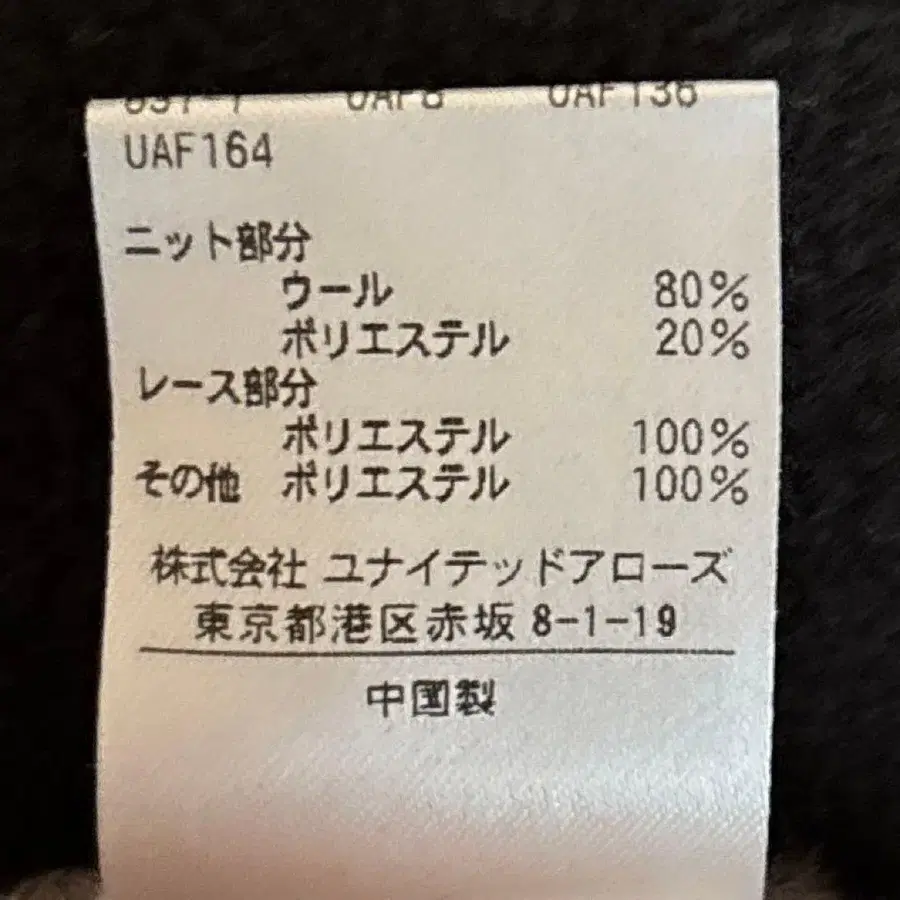 UAF8 UAF136
UAF164
ニット部分
ウール 80%
ポリエステル 20%
レース部分
ポリエステル 100%
その他 ポリエステル 100%
株式会社 ユナイテッドアローズ
東京都港区赤坂 8-1-19
中国製